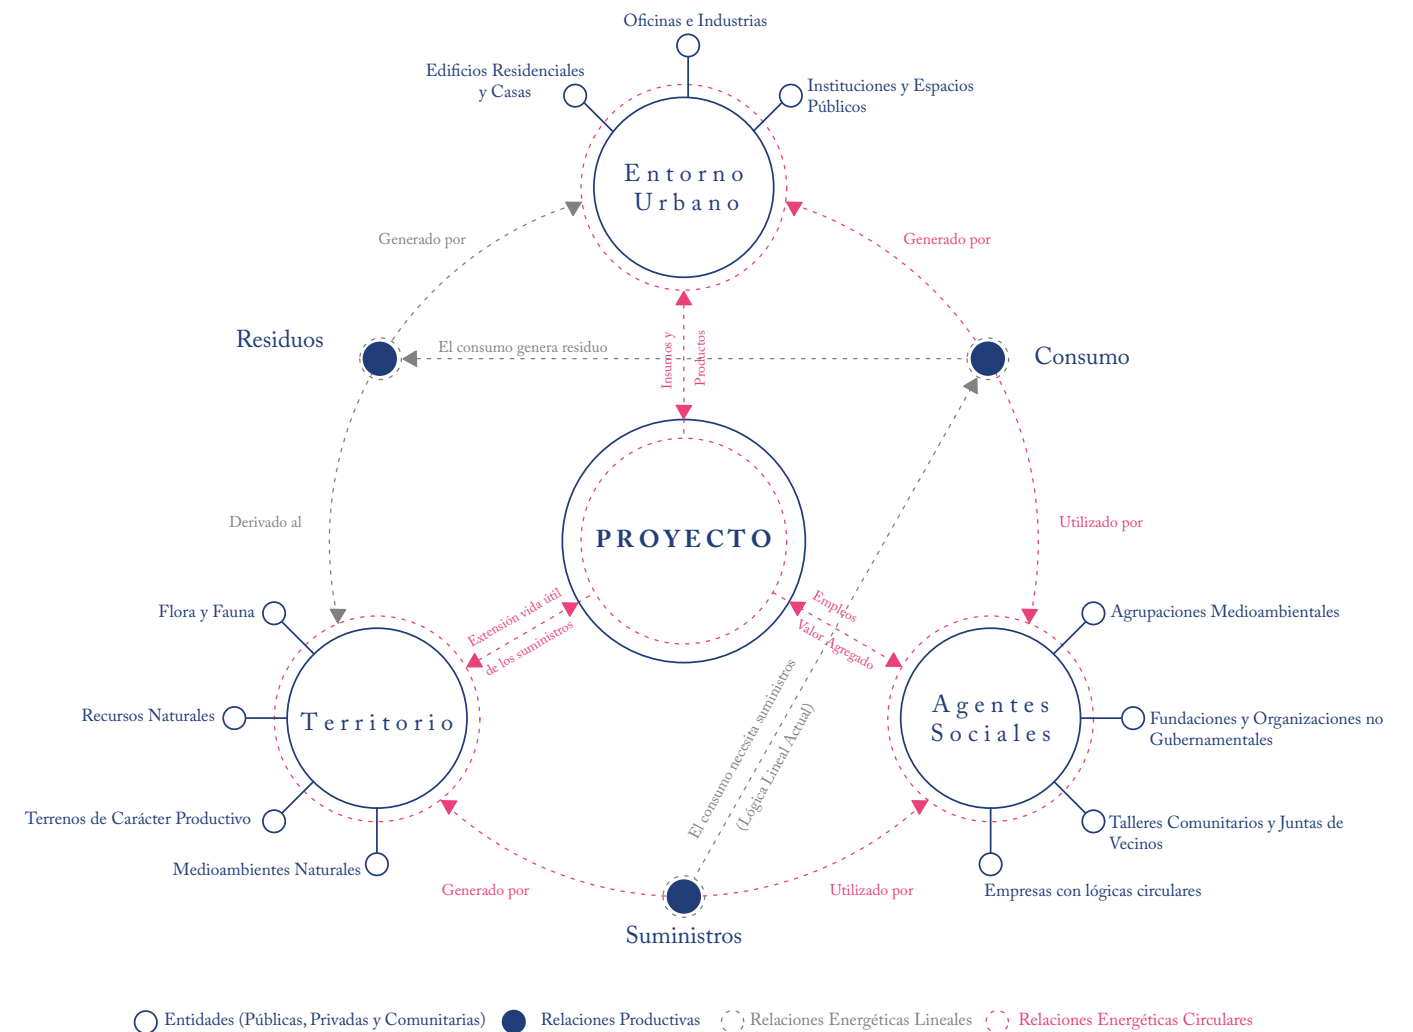 Oficinas e Industrias
Edificios Residenciales
y Casas
Instituciones y Espacios
Públicos
Entorno
Urbano
Generado por
Generado por
Residuos
El consumo genera residuo
Insumos y
Productos
Consumo
PROYECTO
Derivado al
Utilizado por
Extensión vida útil
de los suministros
Empleos
Valor Agregado
Flora y Fauna
Agrupaciones Medioambientales
Recursos Naturales
Territorio
Agentes
Sociales
Fundaciones y Organizaciones no
Gubernamentales
El consumo necesita suministros
(Lógica Lineal Actual)
Terrenos de Carácter Productivo
Talleres Comunitarios y Juntas de
Vecinos
Medioambientes Naturales
Empresas con lógicas circulares
Generado por
Utilizado por
Suministros
Entidades (Públicas, Privadas y Comunitarias)
Relaciones Productivas
Relaciones Energéticas Lineales
Relaciones Energéticas Circulares